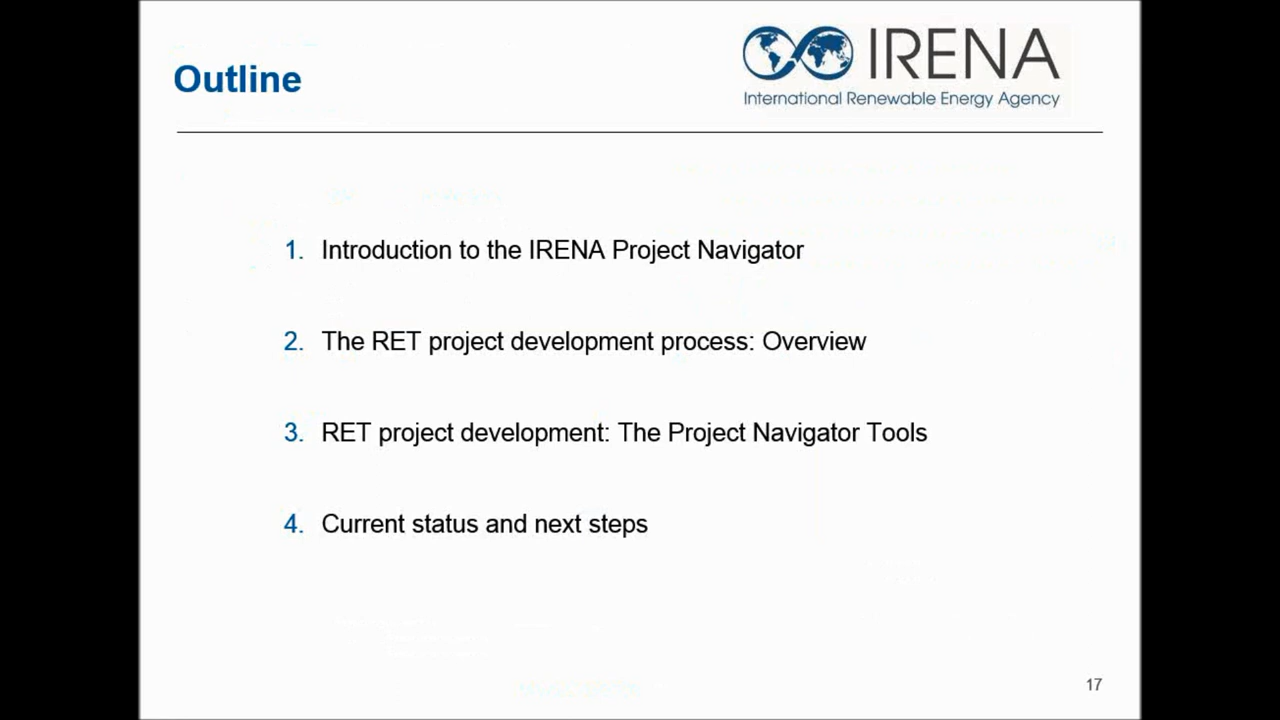 Outline
IRENA
International Renewable Energy Agency
1. Introduction to the IRENA Project Navigator
2. The RET project development process: Overview
3. RET project development: The Project Navigator Tools
4. Current status and next steps
17